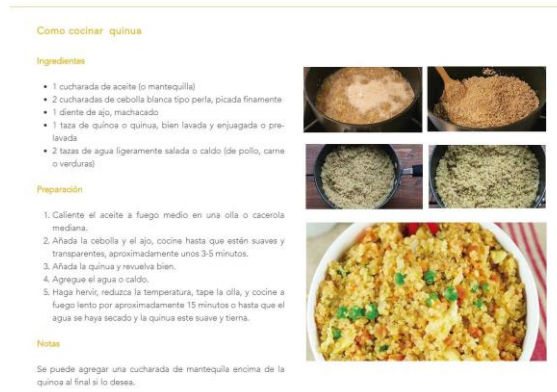 Como cocinar quinua
Ingredientes
• 1 cucharada de aceite (o mantequilla)
• 2 cucharadas de cebolla blanca tipo perla, picada finamente
• 1 diente de ajo, machacado
• 1 taza de quinoa o quinua, bien lavada y enjuagada o pre-
lavada
• 2 tazas de agua ligeramente salada o caldo (de pollo, carne
o verduras)
Preparación
1. Caliente el aceite a fuego medio en una olla o cacerola
mediana.
2. Añada la cebolla y el ajo, cocine hasta que estén suaves y
transparentes, aproximadamente unos 3-5 minutos.
3. Añada la quinua y revuelva bien.
4. Agregue el agua o caldo.
5. Haga hervir, reduzca la temperatura, tape la olla, y cocine a
fuego lento por aproximadamente 15 minutos o hasta que el
agua se haya secado y la quinua este suave y tierna.
Notas
Se puede agregar una cucharada de mantequilla encima de la
quinoa al final si lo desea.